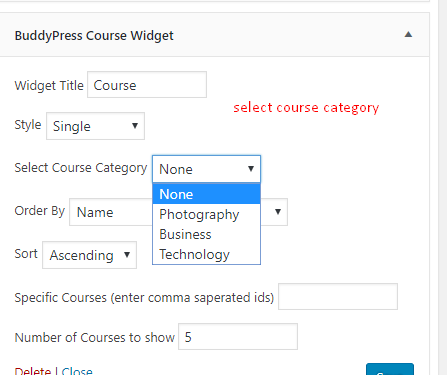 BuddyPress Course Widget
Widget Title Course
select course category
Style Single
Select Course Category None
None
Photography
Order By Name
Business
Technology
Sort Ascending
Specific Courses (enter comma saperated ids)
Number of Courses to show 5
Delete | Close